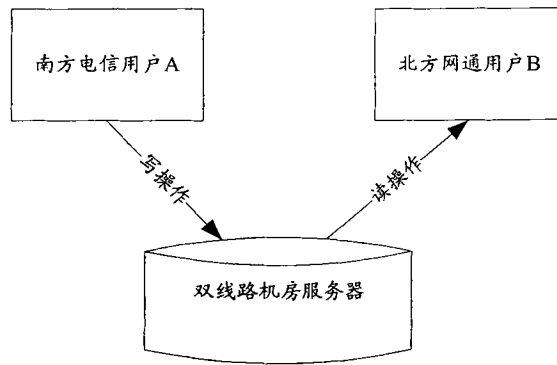 南方电信用户A
北方网通用户B
写操作
读操作
双线路机房服务器